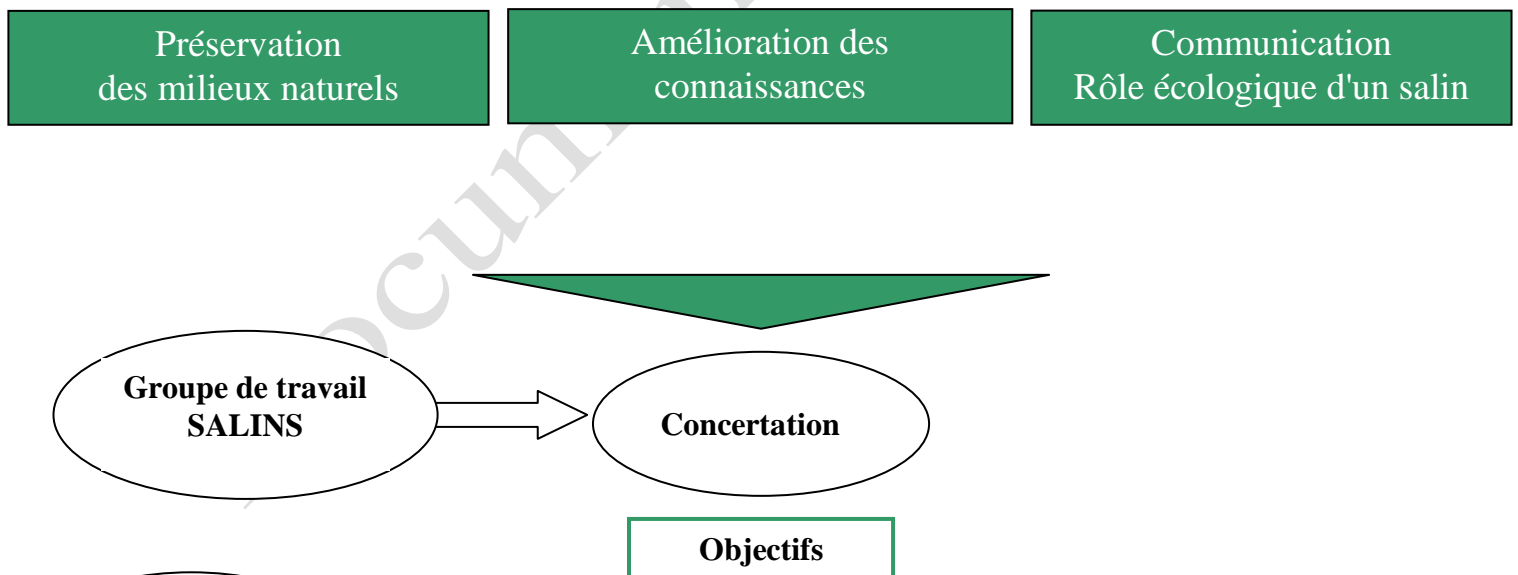 Préservation
des milieux naturels
Amélioration des
connaissances
Communication
Rôle écologique d'un salin
Groupe de travail
SALINS
Concertation
Objectifs